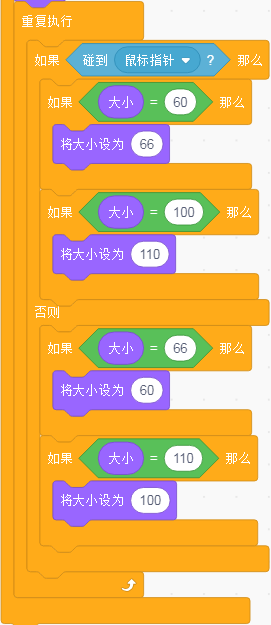 重复执行
如果 碰到 鼠标指针 ? 那么
如果 大小 = 60 那么
将大小设为 66
如果 大小 = 100 那么
将大小设为 110
否则
如果 大小 = 66 那么
将大小设为 60
如果 大小 = 110 那么
将大小设为 100